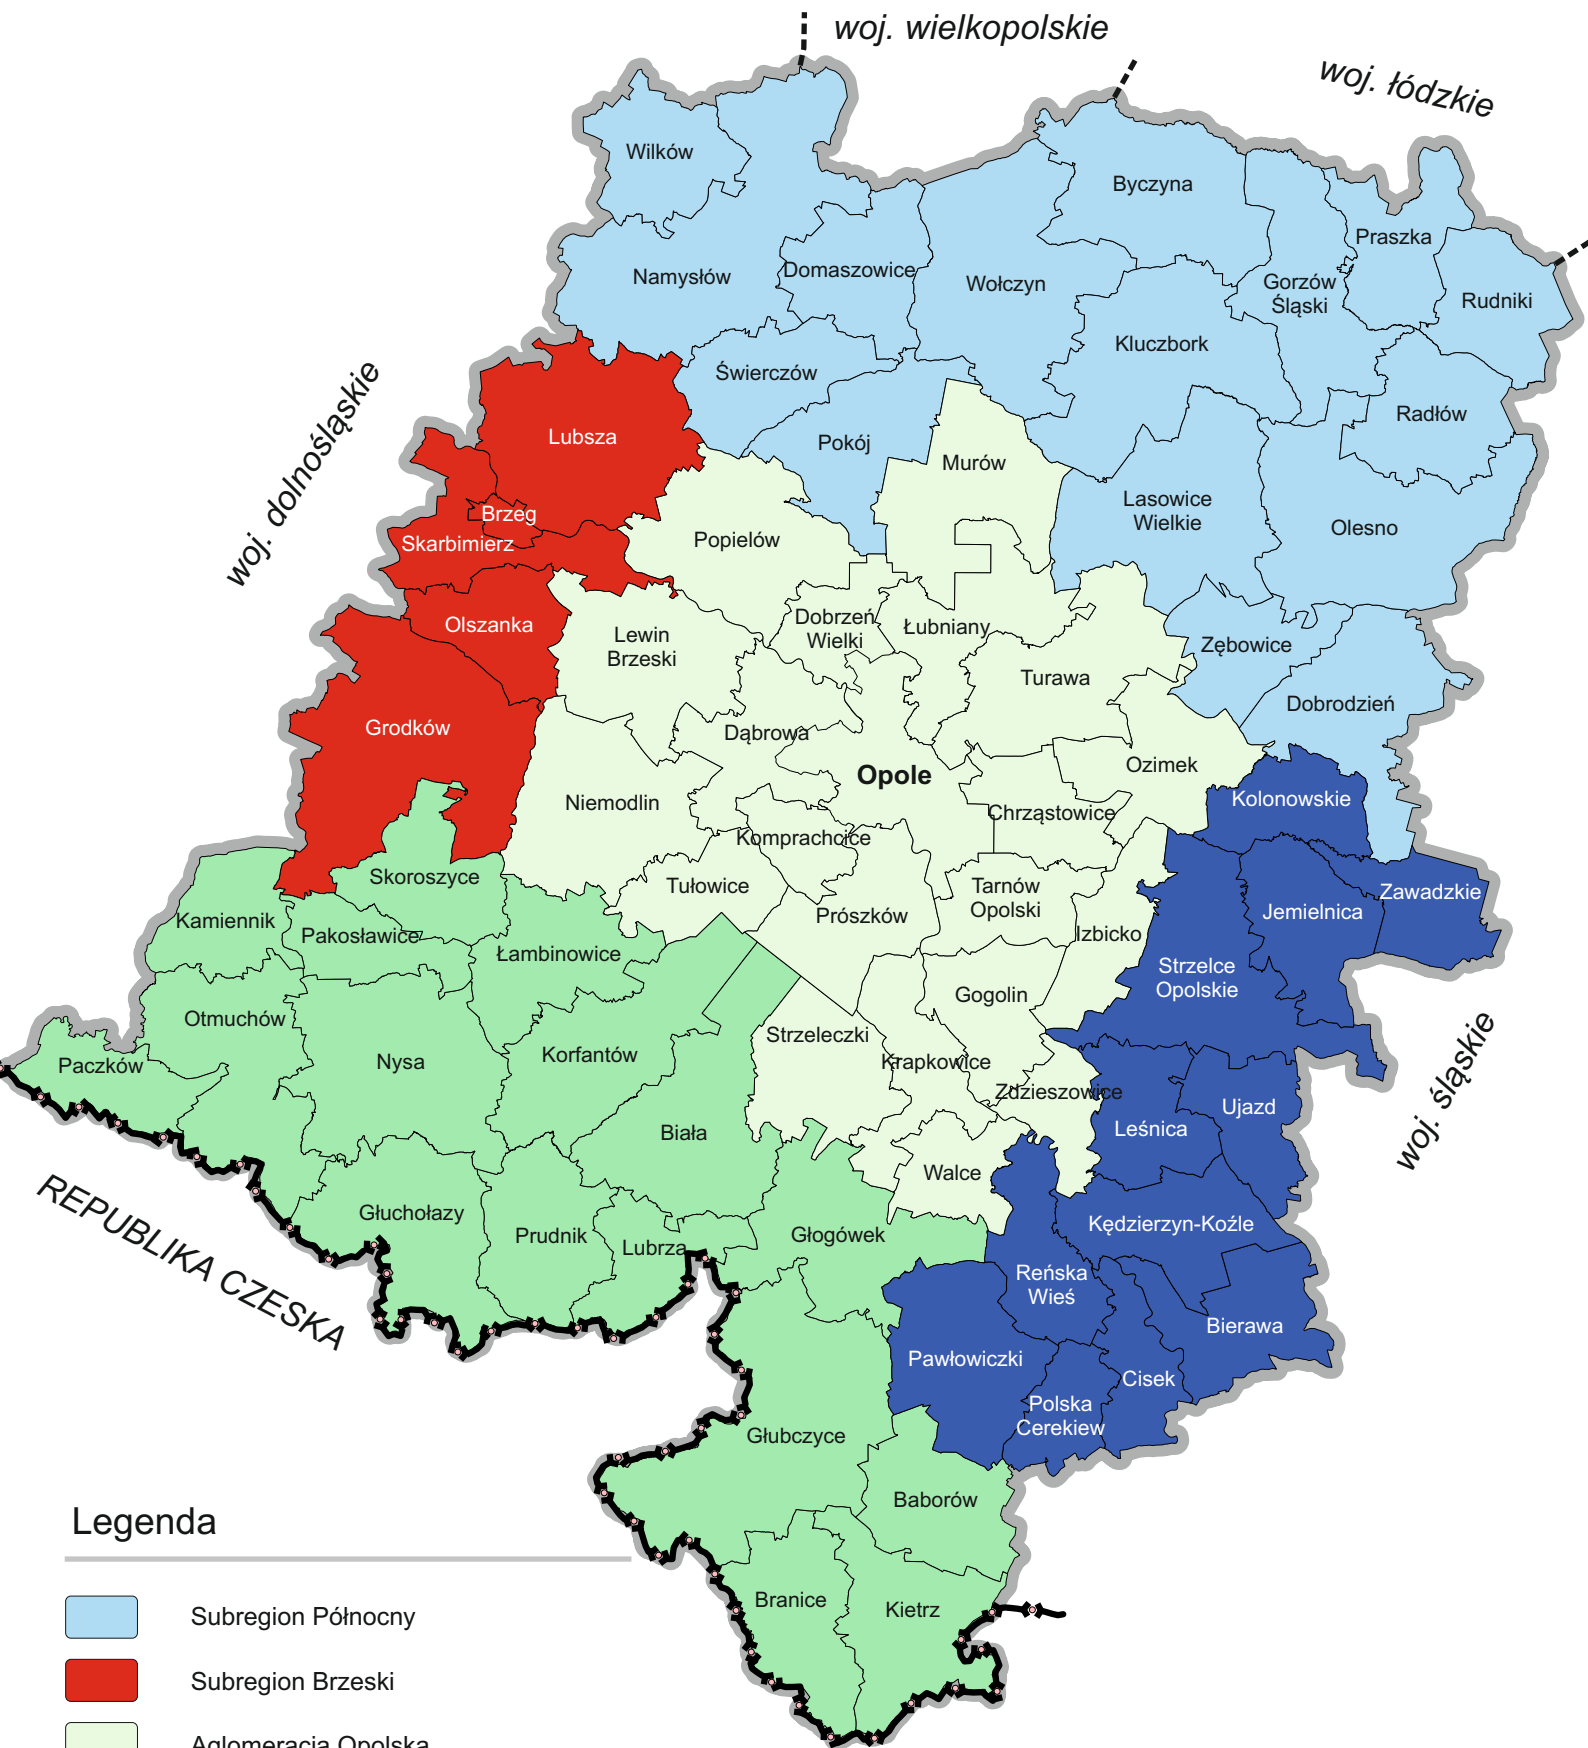 woj. wielkopolskie
woj. łódzkie
Wilków
Byczyna
Praszka
Namysłów
Domaszowice
Wołczyn
Gorzów
Śląski
Rudniki
Kluczbork
Świerczów
Radłów
woj. dolnośląskie
Lubsza
Pokój
Murów
Lasowice
Wielkie
Olesno
Brzeg
Skarbimierz
Popielów
Olszanka
Lewin
Brzeski
Dobrzeń
Wielki
Łubniany
Zębowice
Turawa
Dobrodzień
Grodków
Dąbrowa
Opole
Ozimek
Kolonowskie
Niemodlin
Chrząstowice
Komprachcice
Skoroszyce
Tułowice
Tarnów
Opolski
Zawadzkie
Jemielnica
Kamiennik
Pakosławice
Prószków
Izbicko
Łambinowice
Strzelce
Opolskie
Gogolin
Otmuchów
Strzeleczki
Paczków
Nysa
Korfantów
Krapkowice
Zdzieszowice
Ujazd
woj. śląskie
Leśnica
Biała
Walce
REPUBLIKA CZESKA
Głuchołazy
Prudnik
Lubrza
Głogówek
Kędzierzyn-Koźle
Reńska
Wieś
Bierawa
Pawłowiczki
Cisek
Polska
Cerekiew
Głubczyce
Baborów
Branice
Kietrz
Legenda
Subregion Północny
Subregion Brzeski
Aglomeracja Opolska